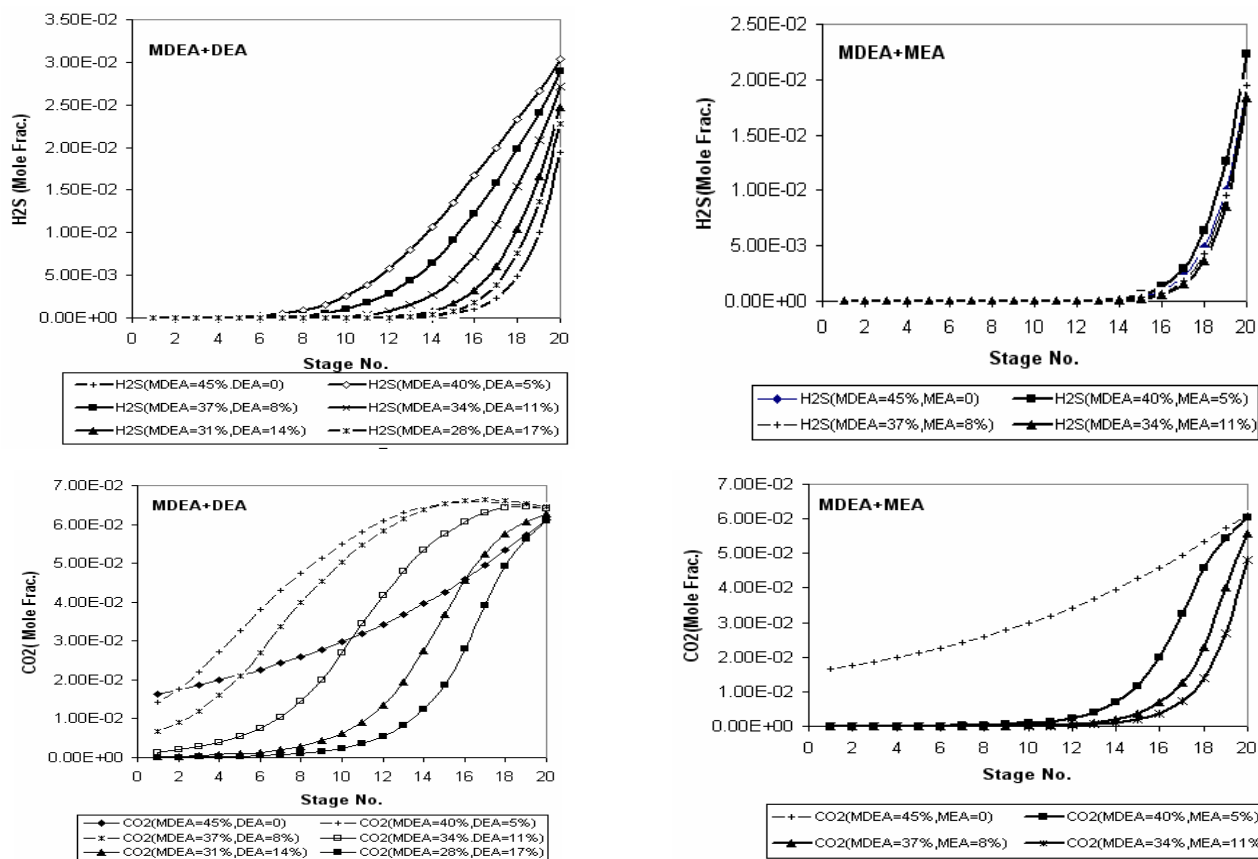 MDEA+DEA
H2S (Mole Frac.)
3.50E-02
3.00E-02
2.50E-02
2.00E-02
1.50E-02
1.00E-02
5.00E-03
0.00E+00
0 2 4 6 8 10 12 14 16 18 20
Stage No.
H2S(MDEA=45%.DEA=0) H2S(MDEA=40%,DEA=5%)
H2S(MDEA=37%,DEA=8%) H2S(MDEA=34%,DEA=11%)
H2S(MDEA=31%,DEA=14%) H2S(MDEA=28%,DEA=17%)
MDEA+MEA
H2S(Mole Frac.)
2.50E-02
2.00E-02
1.50E-02
1.00E-02
5.00E-03
0.00E+00
0 2 4 6 8 10 12 14 16 18 20
Stage No.
H2S(MDEA=45%,MEA=0) H2S(MDEA=40%,MEA=5%)
H2S(MDEA=37%,MEA=8%) H2S(MDEA=34%,MEA=11%)
MDEA+DEA
CO2(Mole Frac.)
7.00E-02
6.00E-02
5.00E-02
4.00E-02
3.00E-02
2.00E-02
1.00E-02
0.00E+00
0 2 4 6 8 10 12 14 16 18 20
Stage No.
CO2(MDEA=45%,DEA=0) CO2(MDEA=40%,DEA=5%)
CO2(MDEA=37%,DEA=8%) CO2(MDEA=34%,DEA=11%)
CO2(MDEA=31%,DEA=14%) CO2(MDEA=28%,DEA=17%)
MDEA+MEA
CO2(Mole Frac.)
7.00E-02
6.00E-02
5.00E-02
4.00E-02
3.00E-02
2.00E-02
1.00E-02
0.00E+00
0 2 4 6 8 10 12 14 16 18 20
Stage No.
CO2(MDEA=45%,MEA=0) CO2(MDEA=40%,MEA=5%)
CO2(MDEA=37%,MEA=8%) CO2(MDEA=34%,MEA=11%)